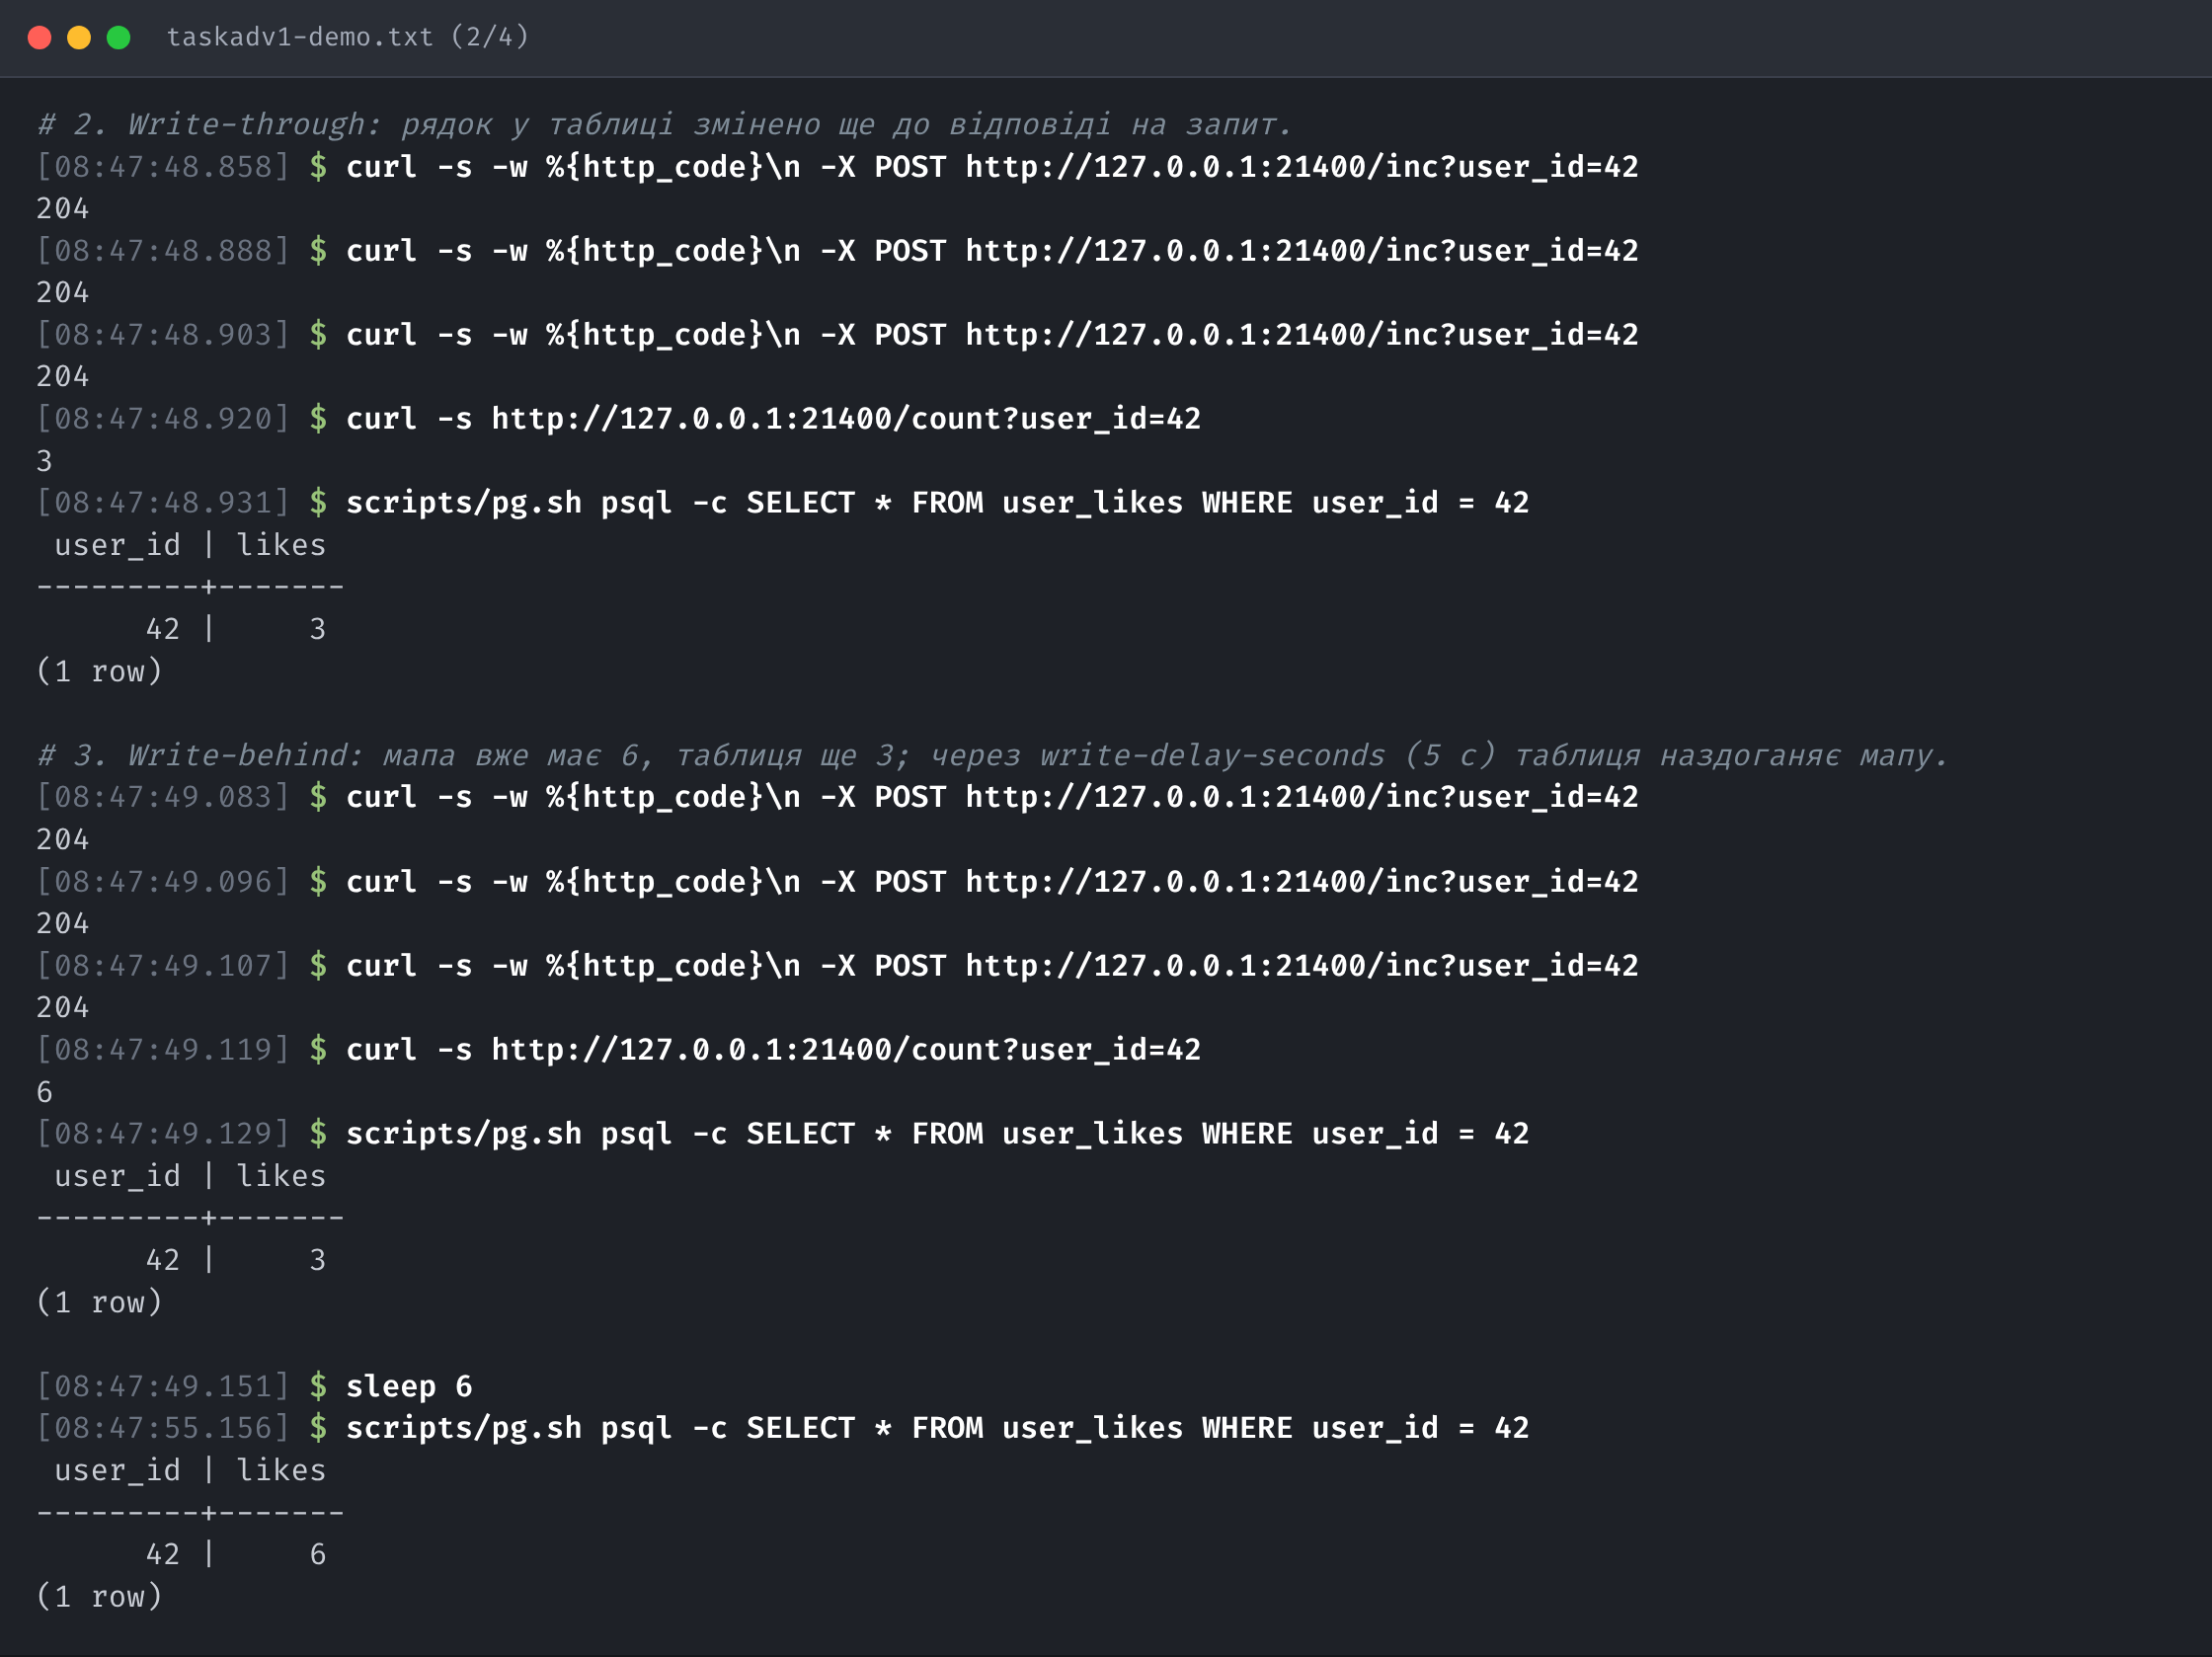 taskadv1-demo.txt (2/4)
# 2. Write-through: рядок у таблиці змінено ще до відповіді на запит.
[08:47:48.858] $ curl -s -w %{http_code}\n -X POST http://127.0.0.1:21400/inc?user_id=42
204
[08:47:48.888] $ curl -s -w %{http_code}\n -X POST http://127.0.0.1:21400/inc?user_id=42
204
[08:47:48.903] $ curl -s -w %{http_code}\n -X POST http://127.0.0.1:21400/inc?user_id=42
204
[08:47:48.920] $ curl -s http://127.0.0.1:21400/count?user_id=42
3
[08:47:48.931] $ scripts/pg.sh psql -c SELECT * FROM user_likes WHERE user_id = 42
 user_id | likes
---------+-------
      42 |     3
(1 row)

# 3. Write-behind: мапа вже має 6, таблиця ще 3; через write-delay-seconds (5 с) таблиця наздоганяє мапу.
[08:47:49.083] $ curl -s -w %{http_code}\n -X POST http://127.0.0.1:21400/inc?user_id=42
204
[08:47:49.096] $ curl -s -w %{http_code}\n -X POST http://127.0.0.1:21400/inc?user_id=42
204
[08:47:49.107] $ curl -s -w %{http_code}\n -X POST http://127.0.0.1:21400/inc?user_id=42
204
[08:47:49.119] $ curl -s http://127.0.0.1:21400/count?user_id=42
6
[08:47:49.129] $ scripts/pg.sh psql -c SELECT * FROM user_likes WHERE user_id = 42
 user_id | likes
---------+-------
      42 |     3
(1 row)

[08:47:49.151] $ sleep 6
[08:47:55.156] $ scripts/pg.sh psql -c SELECT * FROM user_likes WHERE user_id = 42
 user_id | likes
---------+-------
      42 |     6
(1 row)